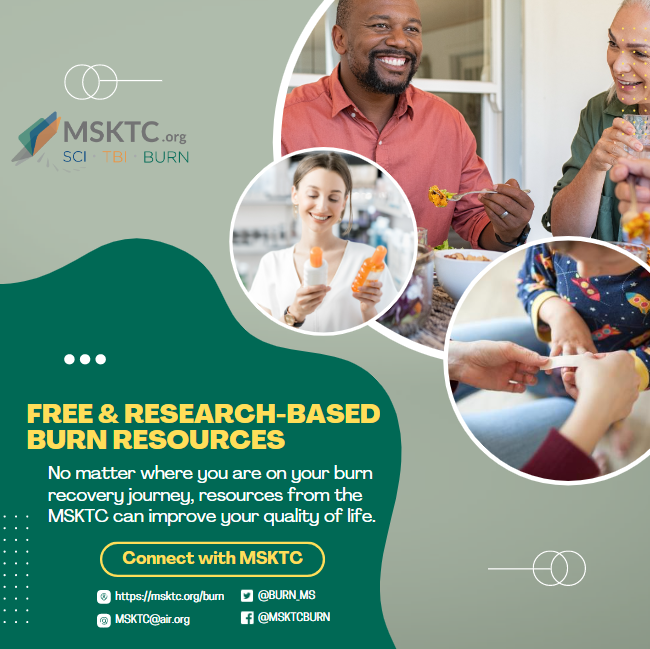 MSKTC.org
SCI · TBI · BURN
FREE & RESEARCH-BASED
BURN RESOURCES
No matter where you are on your burn
recovery journey, resources from the
MSKTC can improve your quality of life.
Connect with MSKTC
https://msktc.org/burn
@BURN_MS
MSKTC@air.org
@MSKTCBURN